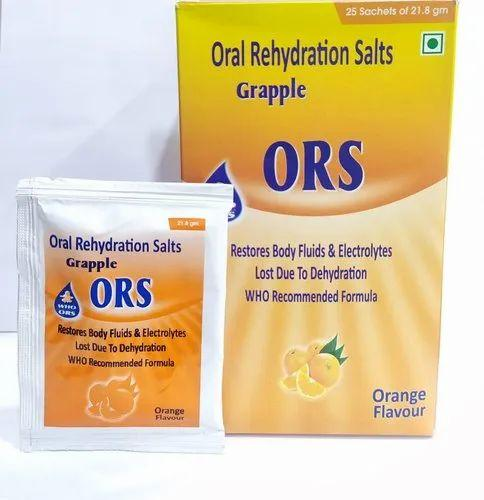 25 Sachets of 21.8 gm
Oral Rehydration Salts
Grapple
ORS
Restores Body Fluids & Electrolytes
Lost Due To Dehydration
WHO Recommended Formula
Orange
Flavour
21.8 gm
Oral Rehydration Salts
Grapple
WHO
ORS
ORS
Restores Body Fluids & Electrolytes
Lost Due To Dehydration
WHO Recommended Formula
Orange
Flavour